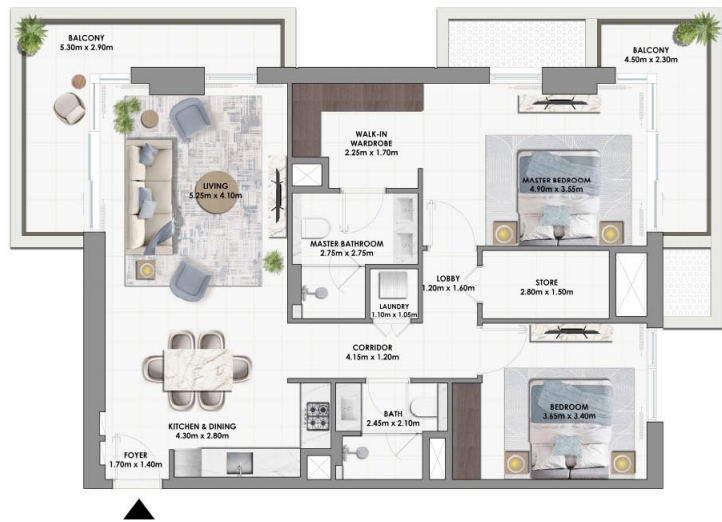 BALCONY
5.30m x 2.90m
BALCONY
4.50m x 2.30m
WALK-IN
WARDROBE
2.25m x 1.70m
LIVING
5.25m x 4.10m
MASTER BEDROOM
4.90m x 3.55m
MASTER BATHROOM
2.75m x 2.75m
LOBBY
1.20m x 1.60m
STORE
2.80m x 1.50m
LAUNDRY
1.10m x 1.05m
CORRIDOR
4.15m x 1.20m
KITCHEN & DINING
4.30m x 2.80m
BATH
2.45m x 2.10m
BEDROOM
3.65m x 3.40m
FOYER
1.70m x 1.40m